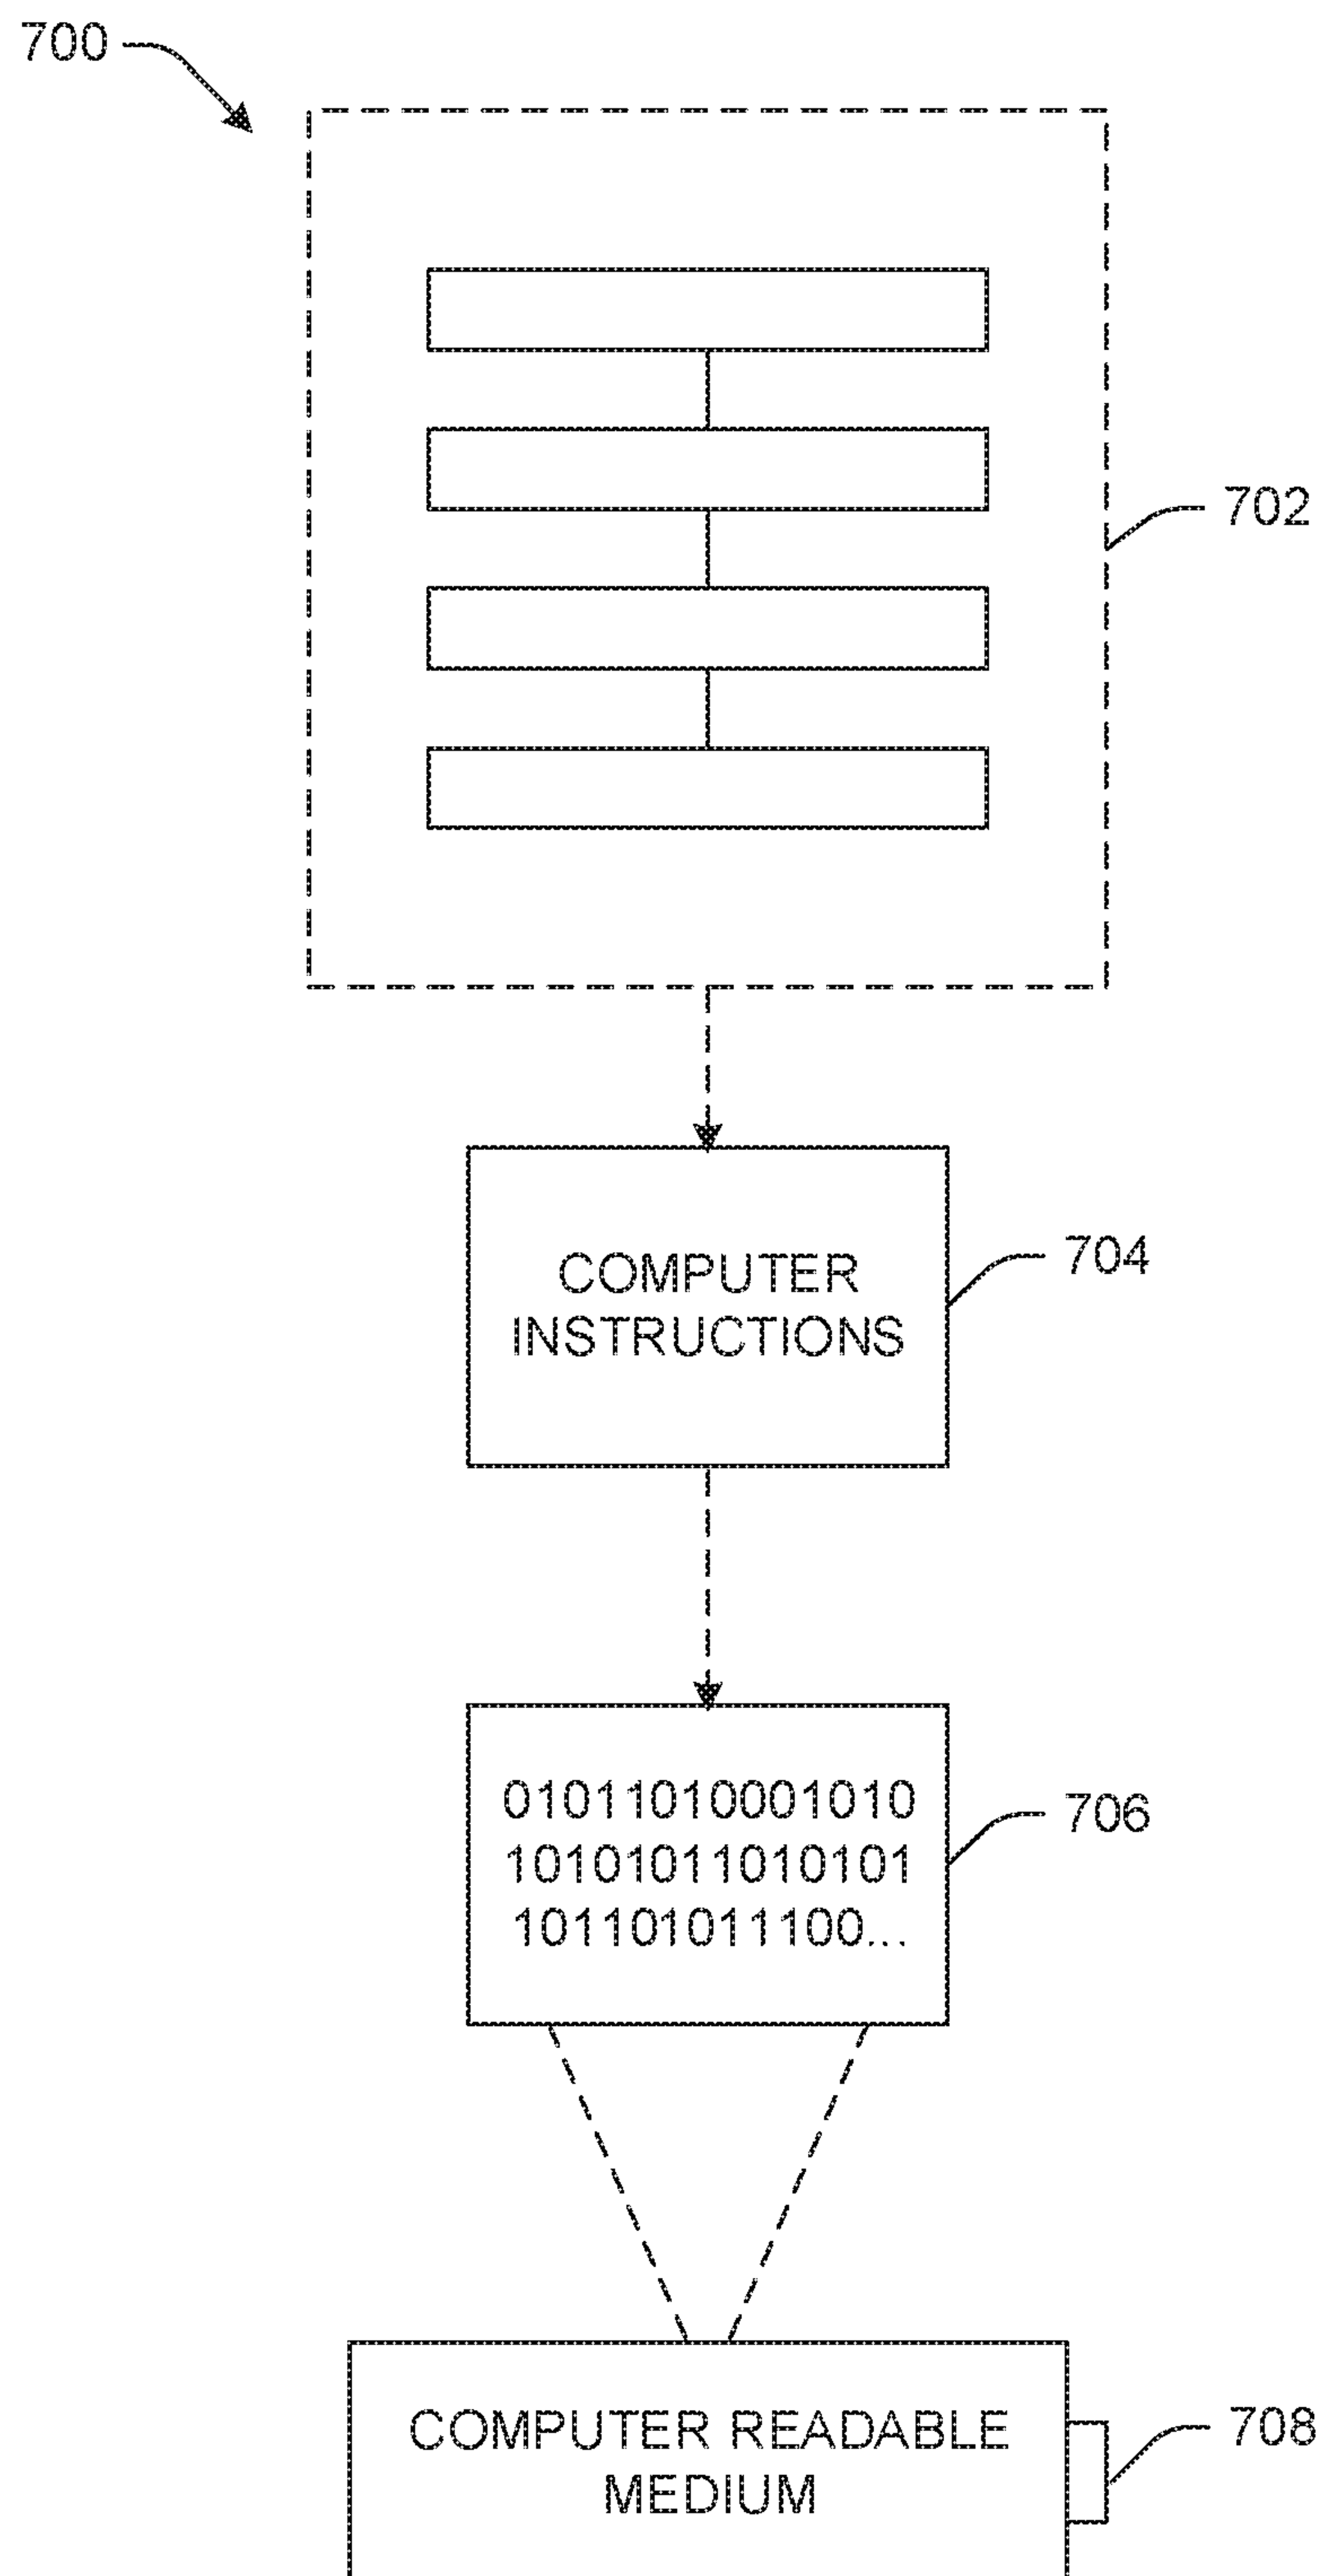 700
702
COMPUTER
INSTRUCTIONS
704
01011010001010
10101011010101
101101011100...
706
COMPUTER READABLE
MEDIUM
708